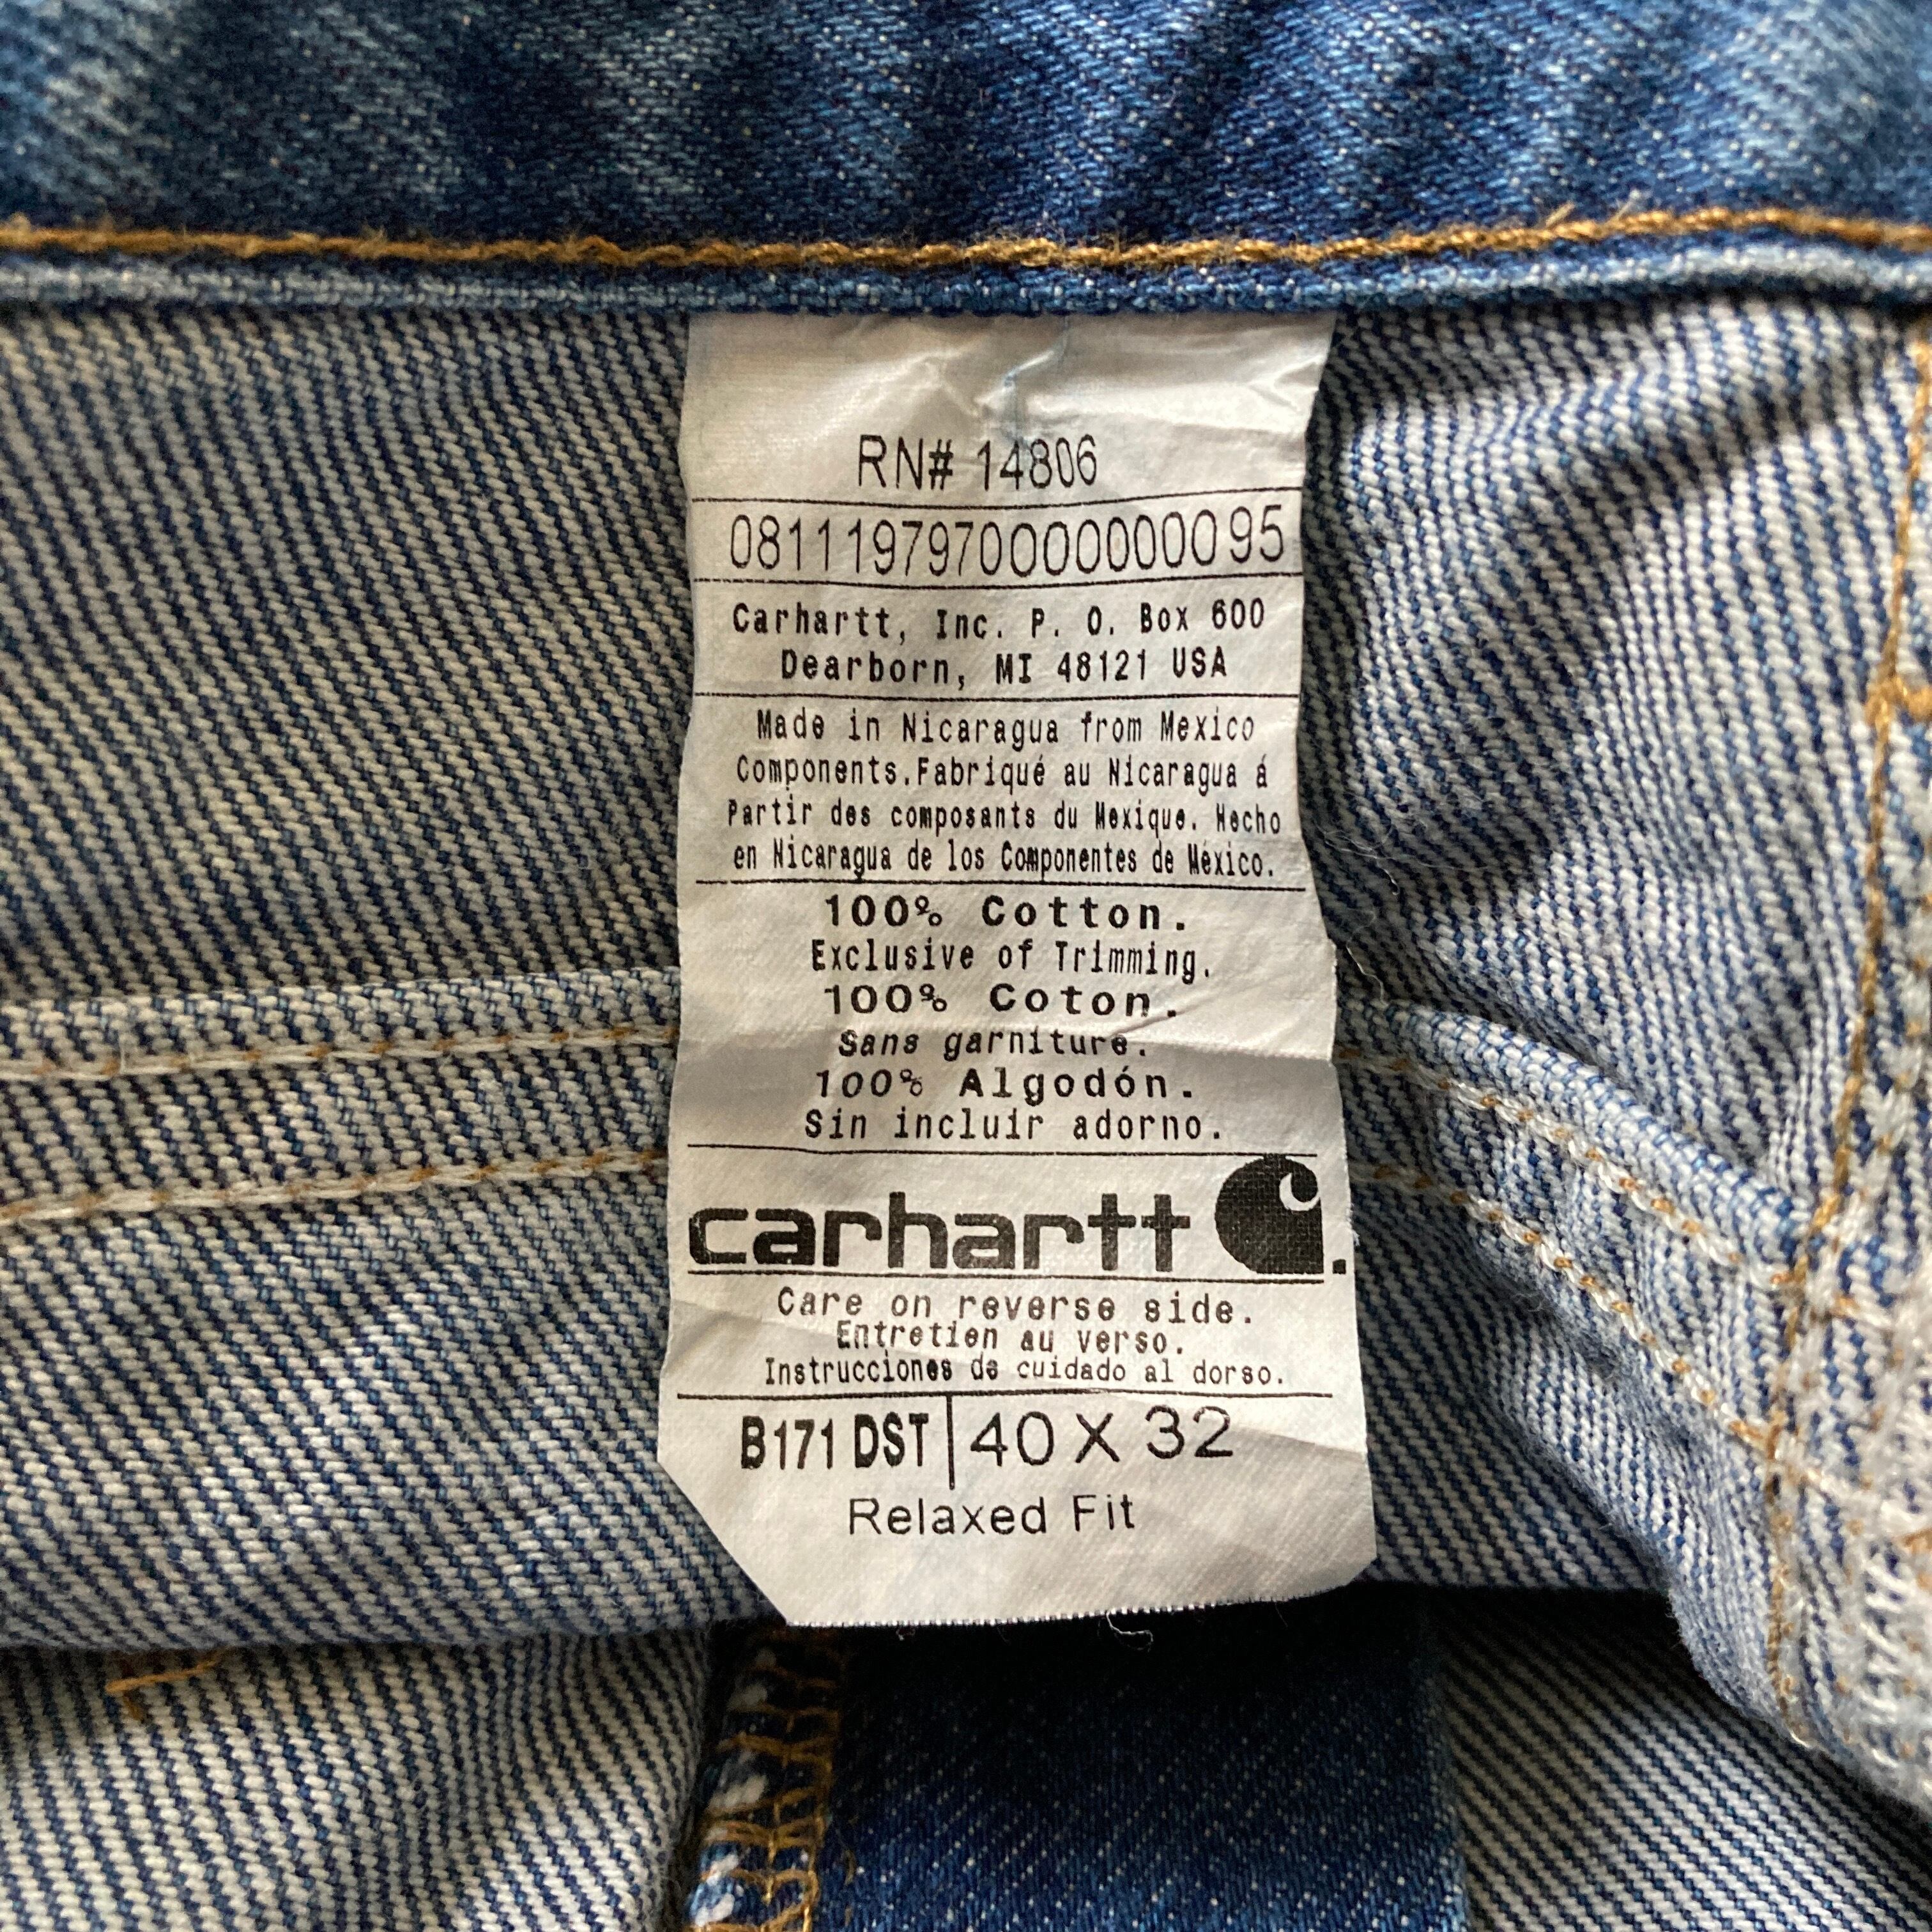 RN# 14806
0811197970000000095
Carhartt, Inc. P. O. Box 600
Dearborn, MI 48121 USA
Made in Nicaragua from Mexico
Components.Fabriqué au Nicaragua á
Partir des composants du Mexique. Hecho
en Nicaragua de los Componentes de México.
100% Cotton.
Exclusive of Trimming.
100% Coton.
Sans garniture.
100% Algodón.
Sin incluir adorno.
carhartt
Care on reverse side.
Entretien au verso.
Instrucciones de cuidado al dorso.
B171 DST 40 X 32
Relaxed Fit